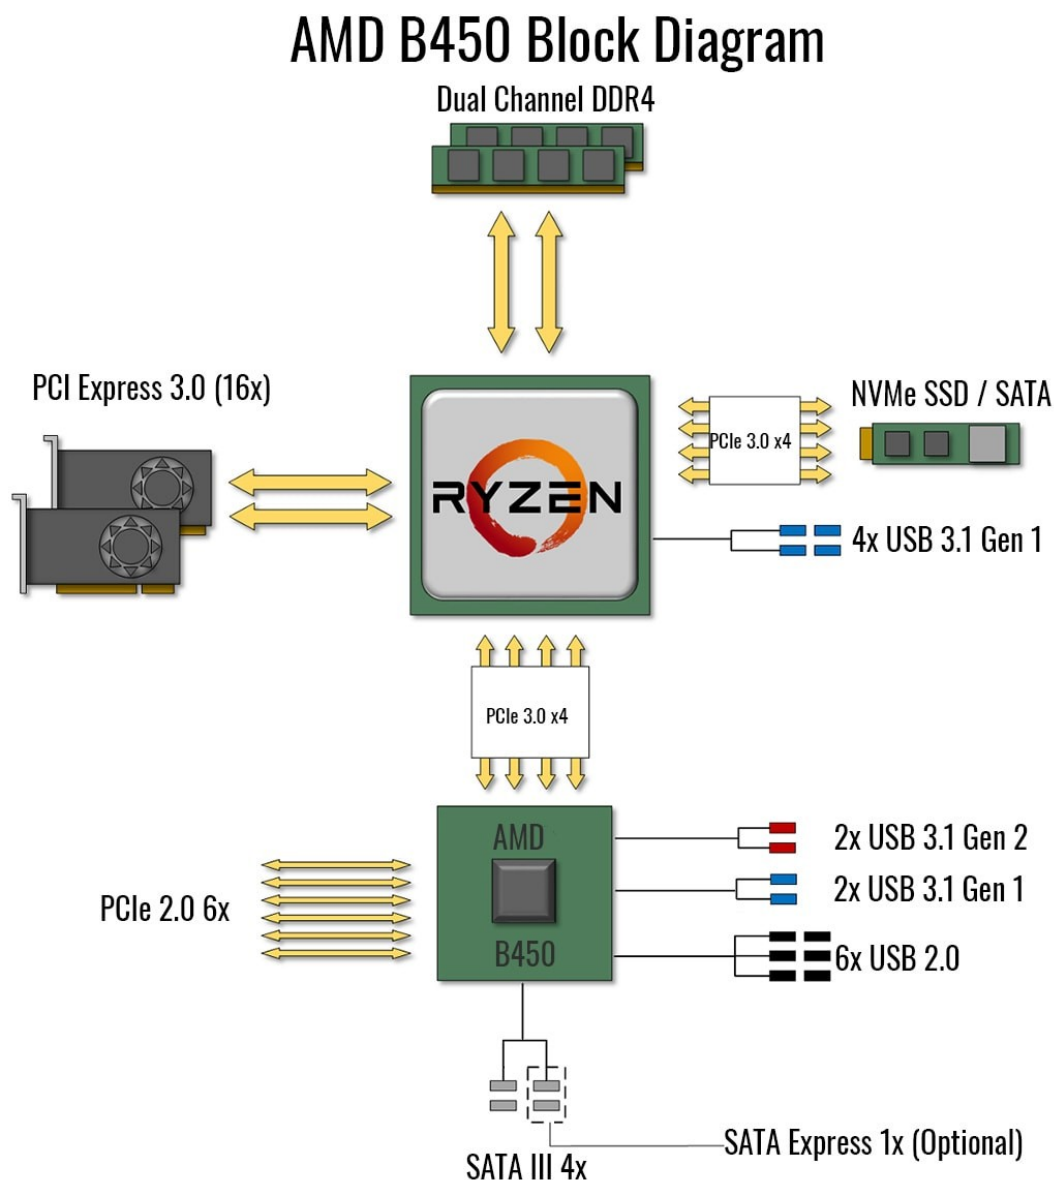 AMD B450 Block Diagram
Dual Channel DDR4
PCI Express 3.0 (16x)
NVMe SSD / SATA
PCIe 3.0 x4
RYZEN
4x USB 3.1 Gen 1
PCIe 3.0 x4
AMD
B450
2x USB 3.1 Gen 2
2x USB 3.1 Gen 1
PCIe 2.0 6x
6x USB 2.0
SATA Express 1x (Optional)
SATA III 4x